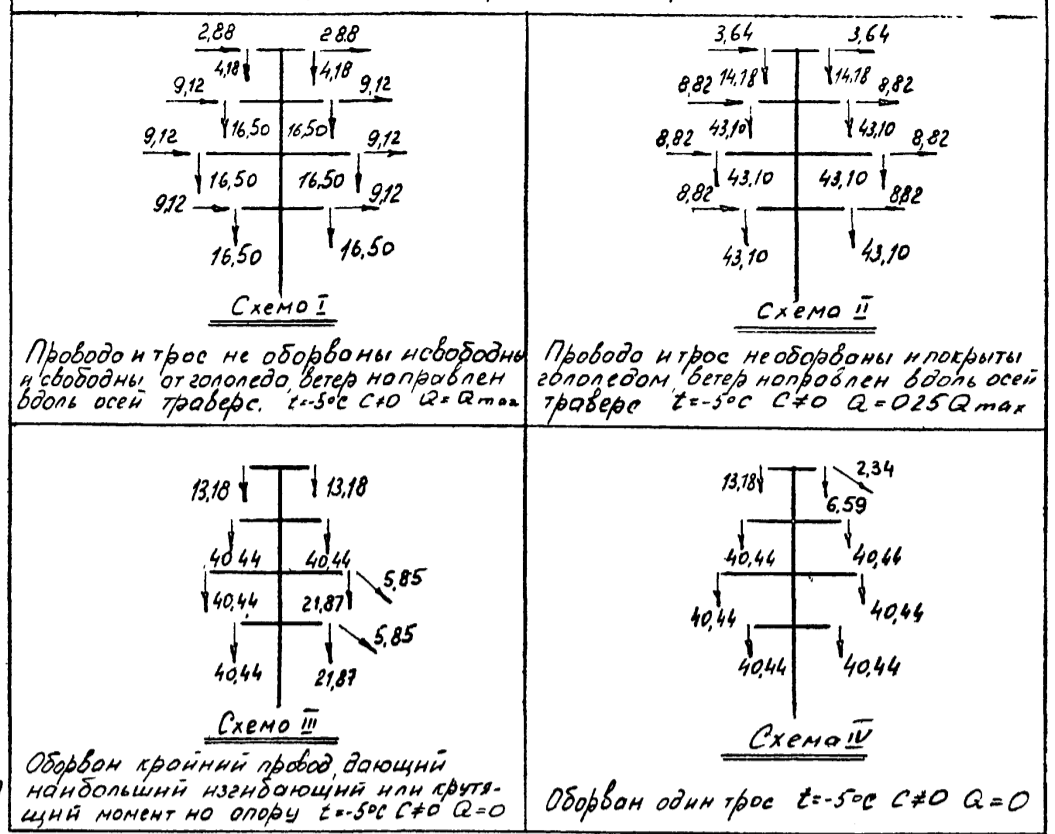 2,88 2 8.8
4,18 4,18
9,12 9,12
16,50 16,50
9,12 9,12
16,50 16,50
9,12 9,12
16,50 16,50
Схема I
Провода и трос не оборваны исвободны
и свободны от гололеда, ветер направлен
вдоль осей траверс. t=-5°C C≠0 Q=Qmax
3,64 3,64
14,18 14,18
8,82 8,82
43,10 43,10
8,82 8,82
43,10 43,10
8,82 8,82
43,10 43,10
Схема II
Провода и трос не оборваны и покрыты
гололедом, ветер направлен вдоль осей
траверс t=-5°C C≠0 Q=025Qmax
13,18 13,18
40,44 40,44
5,85
40,44 21,87
5,85
40,44 21,87
Схема III
Оборван крайний провод, дающий
наибольший изгибающий или крутя-
щий момент на опору t=-5°C C≠0 Q=0
2,34
13,18 6,59
40,44 40,44
40,44 40,44
40,44 40,44
Схема IV
Оборван один трос t=-5°C C≠0 Q=0